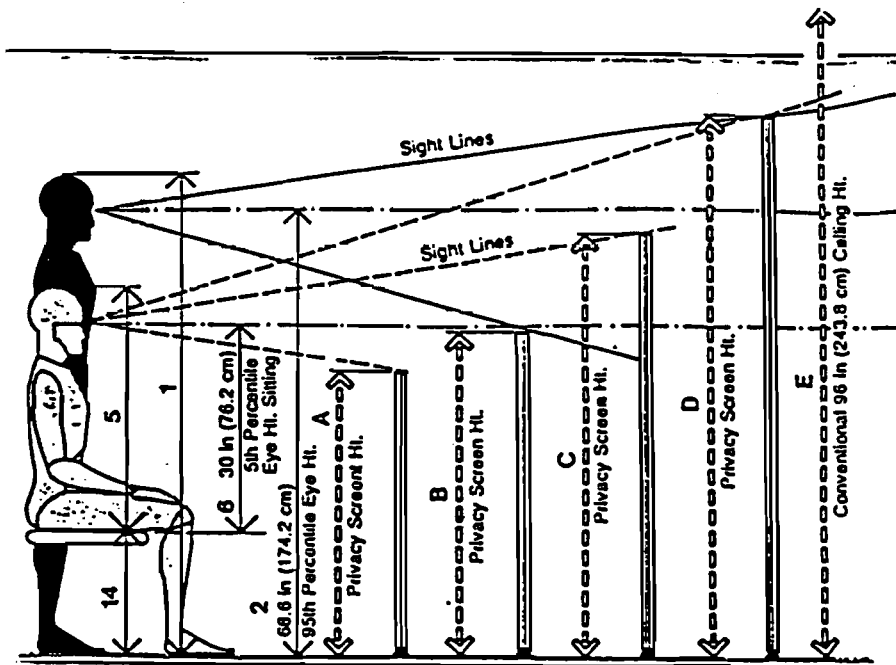 Sight Lines
Sight Lines
14
5
1
6
30 in (76.2 cm)
5th Percentile
Eye Ht. Sitting
2
68.6 in (174.2 cm)
95th Percentile Eye Ht.
A
Privacy Screent Ht.
B
Privacy Screen Ht.
C
Privacy Screen Ht.
D
Privacy Screen Ht.
E
Conventional 96 in (243.8 cm) Ceiling Ht.